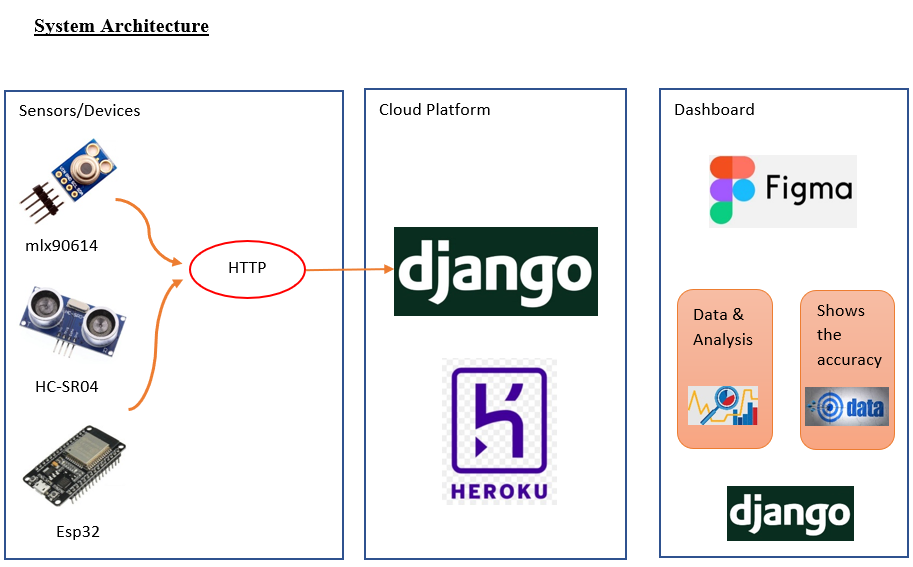 System Architecture
Sensors/Devices
mlx90614
HC-SR04
Esp32
HTTP
Cloud Platform
django
HEROKU
Dashboard
Figma
Data &
Analysis
Shows
the
accuracy
data
django